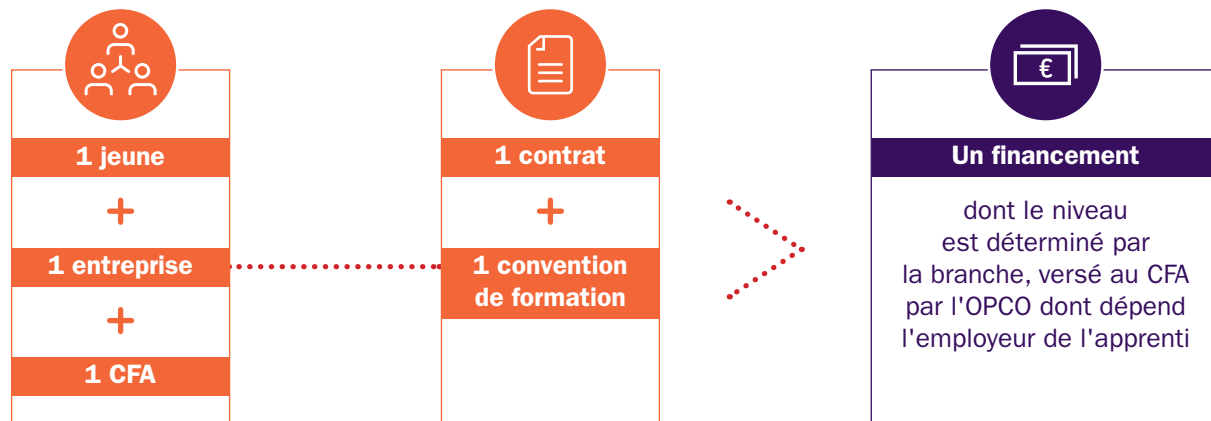 1 jeune
+
1 entreprise
+
1 CFA
1 contrat
+
1 convention
de formation
€
Un financement
dont le niveau
est déterminé par
la branche, versé au CFA
par l'OPCO dont dépend
l'employeur de l'apprenti